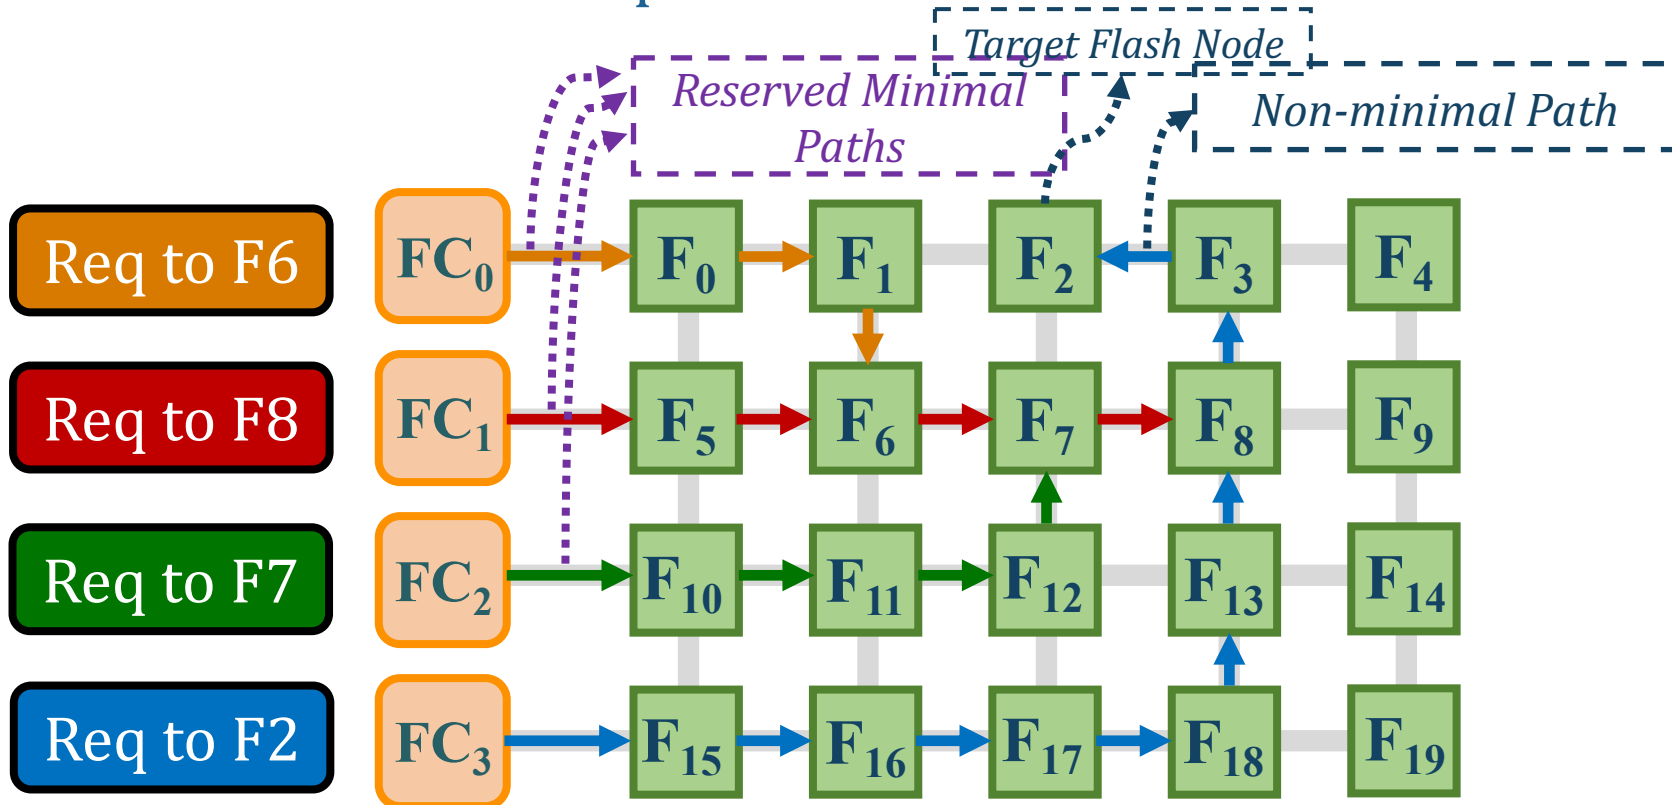 Target Flash Node
Reserved Minimal
Paths
Non-minimal Path
Req to F6
FC0
F0
F1
F2
F3
F4
Req to F8
FC1
F5
F6
F7
F8
F9
Req to F7
FC2
F10
F11
F12
F13
F14
Req to F2
FC3
F15
F16
F17
F18
F19